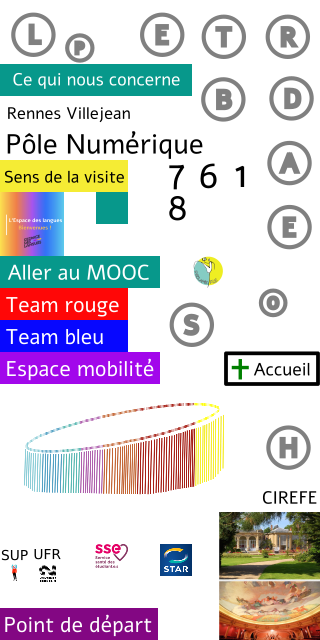 L P E T R
Ce qui nous concerne
B D
Rennes Villejean
Pôle Numérique
A
Sens de la visite
7 6 1
8
L'Espace des langues
Bienvenues !
E
Aller au MOOC
Team rouge
O
S
Team bleu
Espace mobilité
Accueil
H
CIREFE
SUP UFR
sse
Service
santé des
étudiant·e·s
STAR
Point de départ